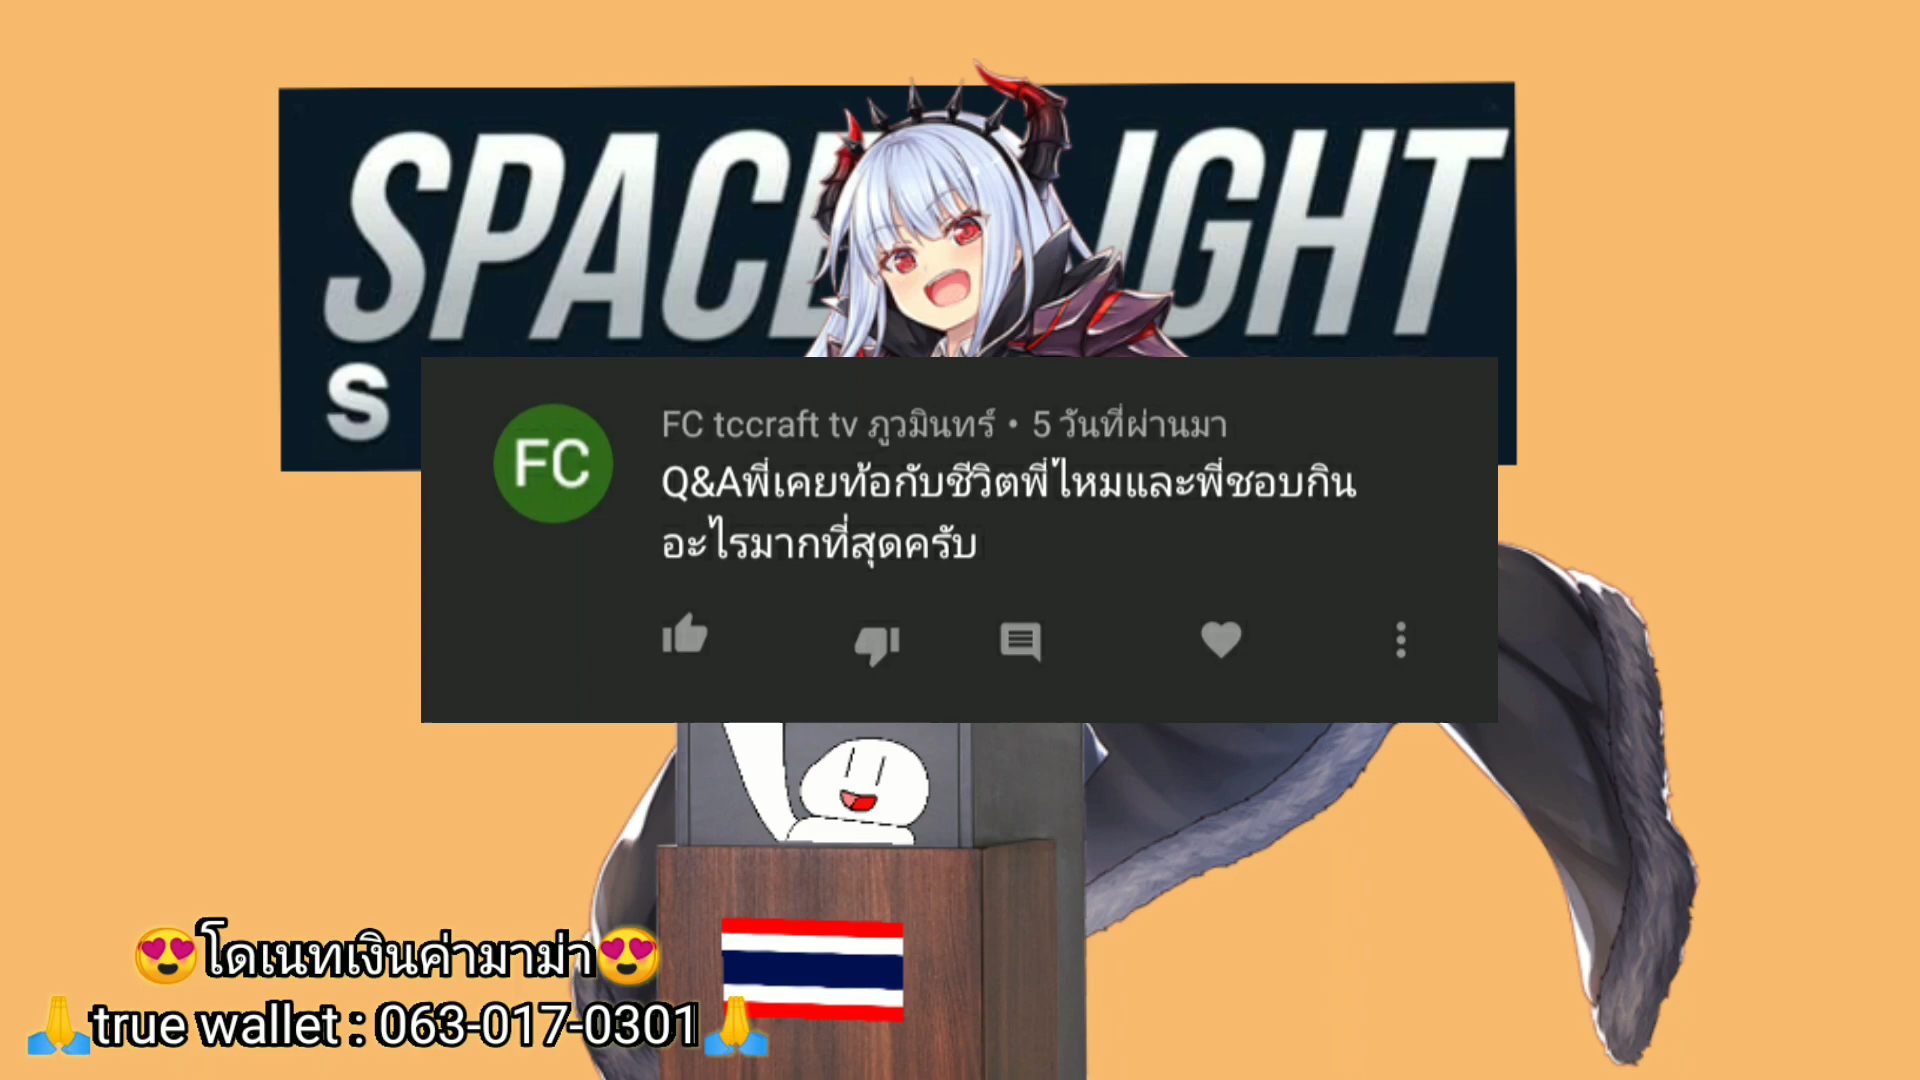 SPACE IGHT
S
FC
FC tccraft tv ภูวมินทร์ • 5 วันที่ผ่านมา
Q&Aพี่เคยท้อกับชีวิตพี่ไหมและพี่ชอบกิน
อะไรมากที่สุดครับ
😍โดเนทเงินค่ามาม่า😍
🙏true wallet : 063-017-0301🙏